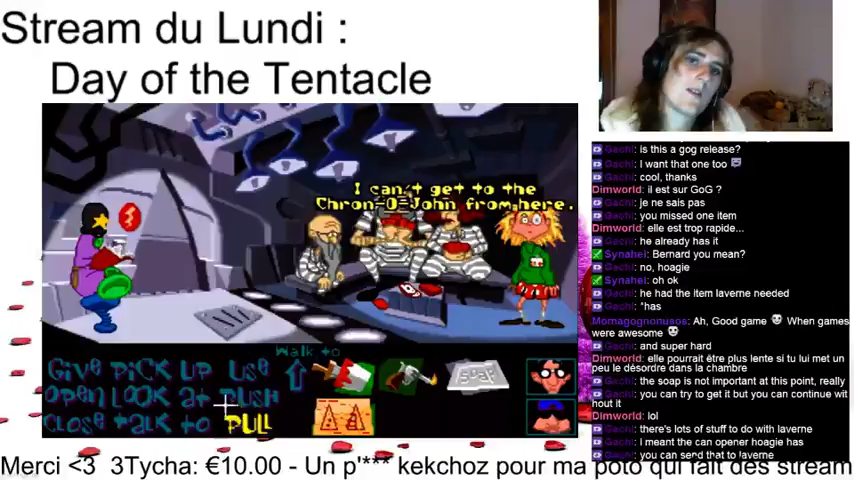 Stream du Lundi :
Day of the Tentacle
I can't get to the
Chron-O-John from here.
Walk to
Give Pick up Use
Open Look at Push
Close Talk to Pull
SOAP
Gachi: Is this a gog release?
Gachi: I want that one too
Gachi: cool, thanks
Dimworld: il est sur GoG ?
Gachi: je ne sais pas
Gachi: you missed one item
Dimworld: elle est trop rapide...
Gachi: he already has it
Synahei: Bernard you mean?
Gachi: no, hoagie
Synahei: oh ok
Gachi: he had the item laverne needed
Gachi: *has
Momagognonusos: Ah, Good game When games
were awesome
Gachi: and super hard
Dimworld: elle pourrait être plus lente si tu lui met un
peu le désordre dans la chambre
Gachi: the soap is not important at this point, really
Gachi: you can try to get it but you can continue wit
hout it
Dimworld: lol
Gachi: there's lots of stuff to do with laverne
Gachi: I meant the can opener hoagie has
Gachi: you can send that to laverne
Merci <3 3Tycha: €10.00 - Un p'*** kekchoz pour ma poto qui fait des stream